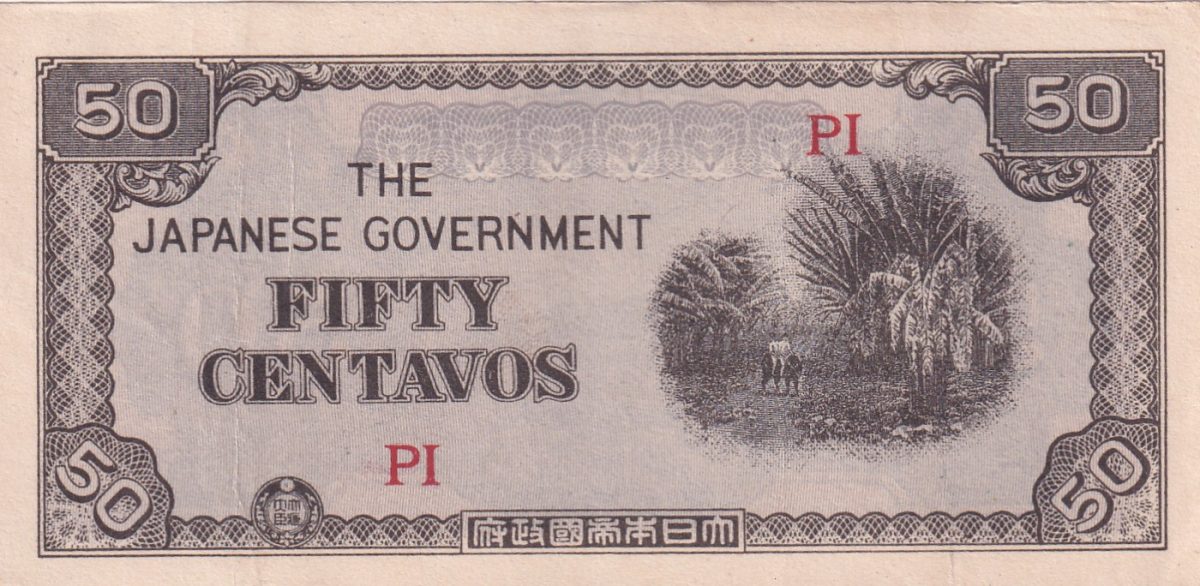 50
50
PI
THE
JAPANESE GOVERNMENT
FIFTY
CENTAVOS
PI
50
50
大日本帝國政府